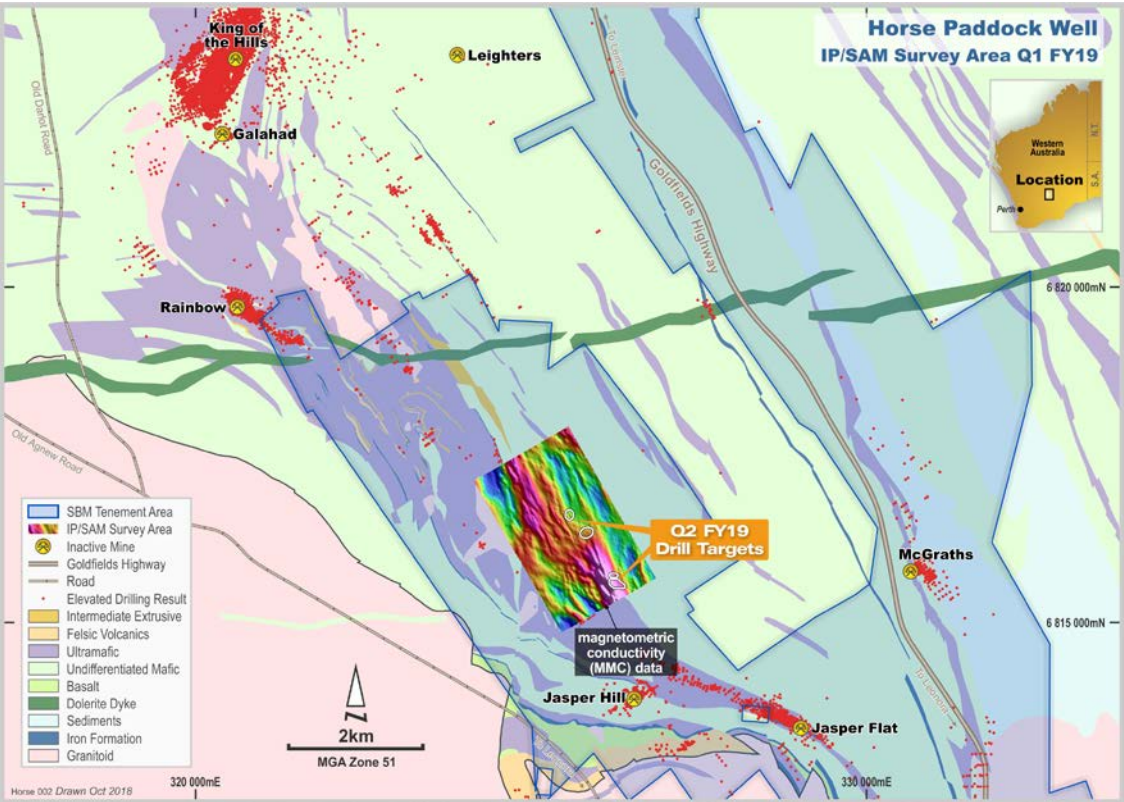 Horse Paddock Well
IP/SAM Survey Area Q1 FY19
King of
the Hills
Leighters
To Leinster
Old Darlot Road
Galahad
Western
Australia
N.T.
S.A.
Location
Perth
Goldfields Highway
Rainbow
6 820 000mN
Old Agnew Road
Q2 FY19
Drill Targets
McGraths
6 815 000mN
magnetometric
conductivity
(MMC) data
To Leonora
Jasper Hill
Jasper Flat
SBM Tenement Area
IP/SAM Survey Area
Inactive Mine
Goldfields Highway
Road
Elevated Drilling Result
Intermediate Extrusive
Felsic Volcanics
Ultramafic
Undifferentiated Mafic
Basalt
Dolerite Dyke
Sediments
Iron Formation
Granitoid
N
2km
MGA Zone 51
320 000mE
330 000mE
Horse 002 Drawn Oct 2018